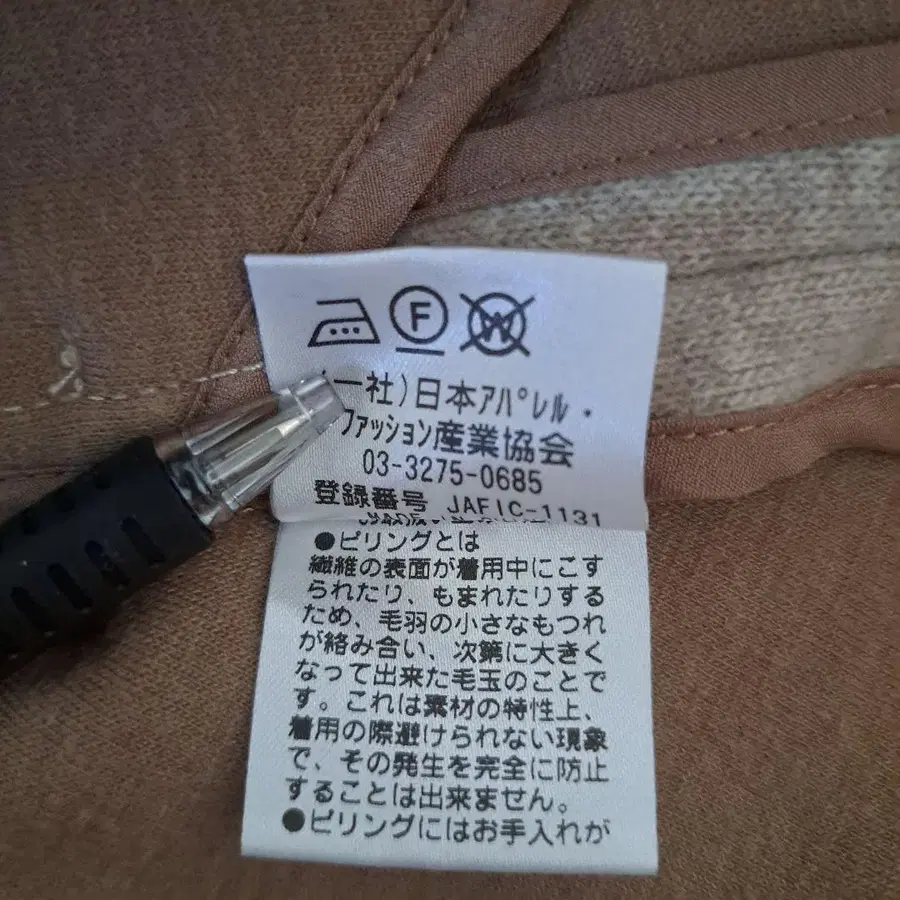 F W
(一社)日本アパレル・
ファッション産業協会
03-3275-0685
登録番号 JAFIC-1131
●ピリングとは
繊維の表面が着用中にこす
られたり、もまれたりする
ため、毛羽の小さなもつれ
が絡み合い、次第に大きく
なって出来た毛玉のことで
す。これは素材の特性上、
着用の際避けられない現象
で、その発生を完全に防止
することは出来ません。
●ピリングにはお手入れが